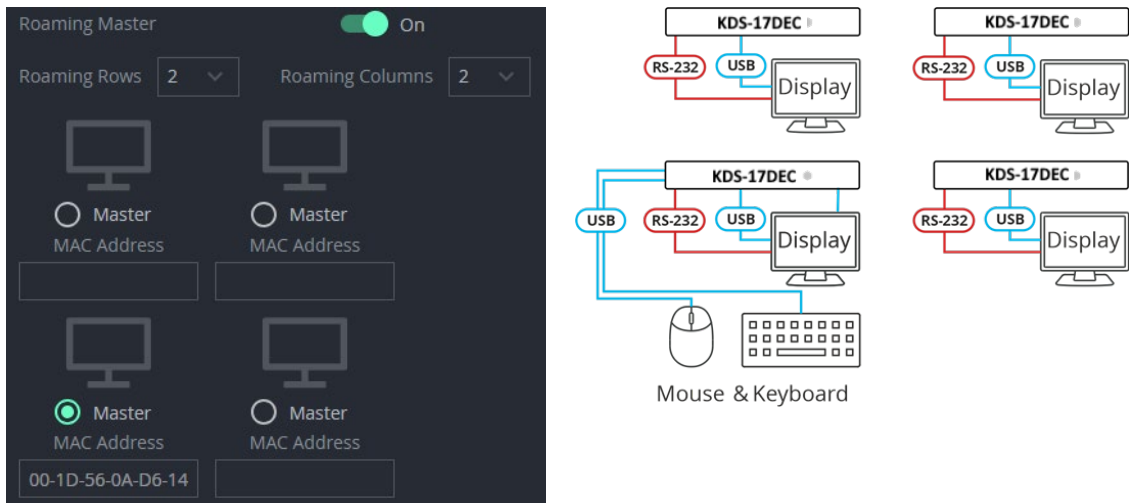 Roaming Master On
Roaming Rows 2 Roaming Columns 2
Master Master
MAC Address MAC Address
Master Master
MAC Address MAC Address
00-1D-56-0A-D6-14
KDS-17DEC KDS-17DEC
RS-232 USB Display RS-232 USB Display
KDS-17DEC KDS-17DEC
USB RS-232 USB Display RS-232 USB Display
Mouse & Keyboard